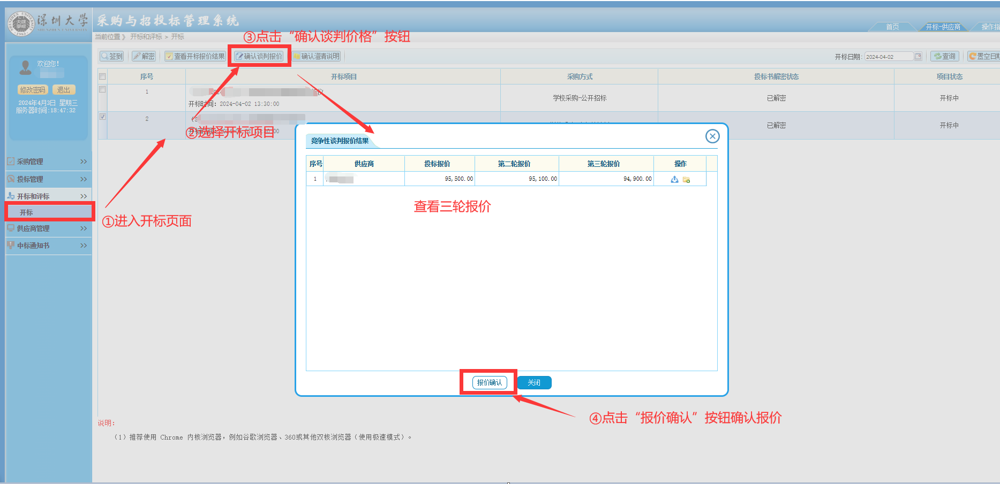 深圳大学
采购与招投标管理系统
首页
开标-供应商
操作指
当前位置 》 开标和评标 > 开标
③点击“确认谈判价格”按钮
签到
解密
查看开标报价结果
确认谈判报价
确认澄清说明
开标日期:
2024-04-02
查询
置空日期
欢迎您!
修改密码
退出
2024年4月3日 星期三
服务器时间:18:47:32
序号
开标项目
采购方式
投标书解密状态
项目状态
1
开标时间: 2024-04-02 13:30:00
学校采购-公开招标
已解密
开标中
2
②选择开标项目
已解密
开标中
采购管理 >>
投标管理 >>
开标和评标 >>
开标
供应商管理 >>
中标通知书 >>
①进入开标页面
竞争性谈判报价结果
序号 供应商 投标报价 第二轮报价 第三轮报价 操作
1 95,500.00 95,100.00 94,900.00
查看三轮报价
报价确认
关闭
④点击“报价确认”按钮确认报价
说明:
（1）推荐使用 Chrome 内核浏览器，例如谷歌浏览器、360或其他双核浏览器（使用极速模式）。